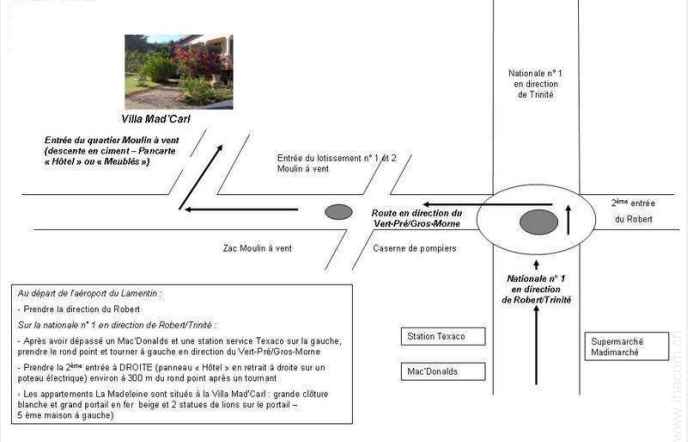 Nationale n° 1
en direction
de Trinité
Villa Mad'Carl
Entrée du quartier Moulin à vent
(descente en ciment – Pancarte
« Hôtel » ou « Meublés »)
Entrée du lotissement n° 1 et 2
Moulin à vent
Route en direction du
Vert-Pré/Gros-Morne
2ème entrée
du Robert
Zac Moulin à vent
Caserne de pompiers
Nationale n° 1
en direction
de Robert/Trinité
Station Texaco
Mac'Donalds
Supermarché
Madimarché
Au départ de l'aéroport du Lamentin :
- Prendre la direction du Robert
Sur la nationale n° 1 en direction de Robert/Trinité :
- Après avoir dépassé un Mac'Donalds et une station service Texaco sur la gauche,
prendre le rond point et tourner à gauche en direction du Vert-Pré/Gros-Morne
- Prendre la 2ème entrée à DROITE (panneau « Hôtel » en retrait à droite sur un
poteau électrique) environ à 300 m du rond point après un tournant
- Les appartements La Madeleine sont situés à la Villa Mad'Carl : grande clôture
blanche et grand portail en fer beige et 2 statues de lions sur le portail –
5 ème maison à gauche)
www.ihacom.ch